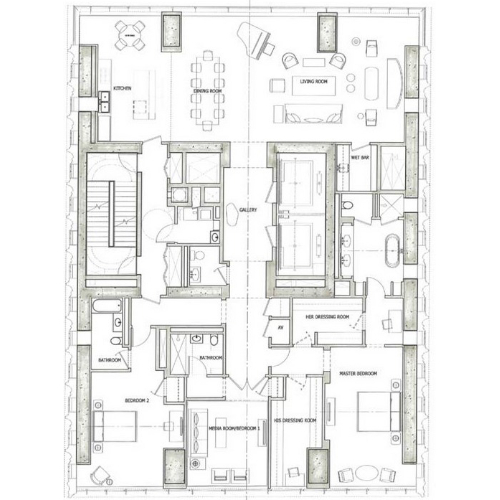 KITCHEN
DINING ROOM
LIVING ROOM
WET BAR
GALLERY
HER DRESSING ROOM
AV
BATHROOM
BATHROOM
MASTER BEDROOM
BEDROOM 2
HIS DRESSING ROOM
MEDIA ROOM/BEDROOM 1